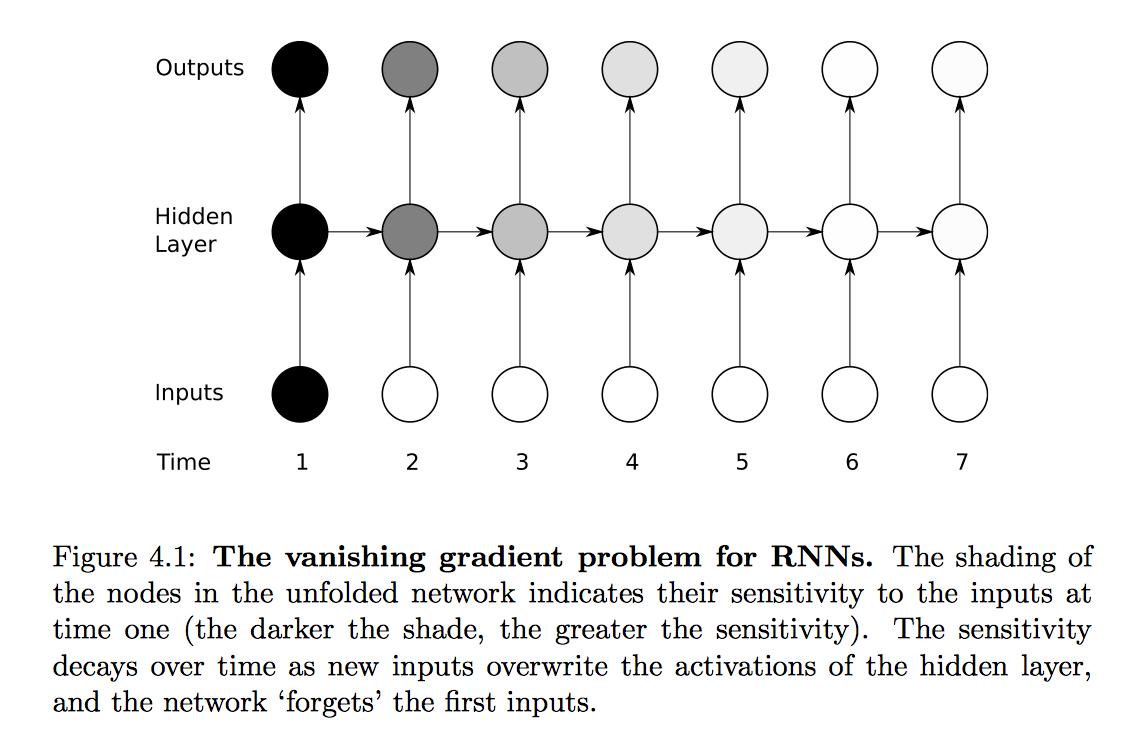 Outputs
Hidden
Layer
Inputs
Time 1 2 3 4 5 6 7
Figure 4.1: The vanishing gradient problem for RNNs. The shading of
the nodes in the unfolded network indicates their sensitivity to the inputs at
time one (the darker the shade, the greater the sensitivity). The sensitivity
decays over time as new inputs overwrite the activations of the hidden layer,
and the network ‘forgets’ the first inputs.